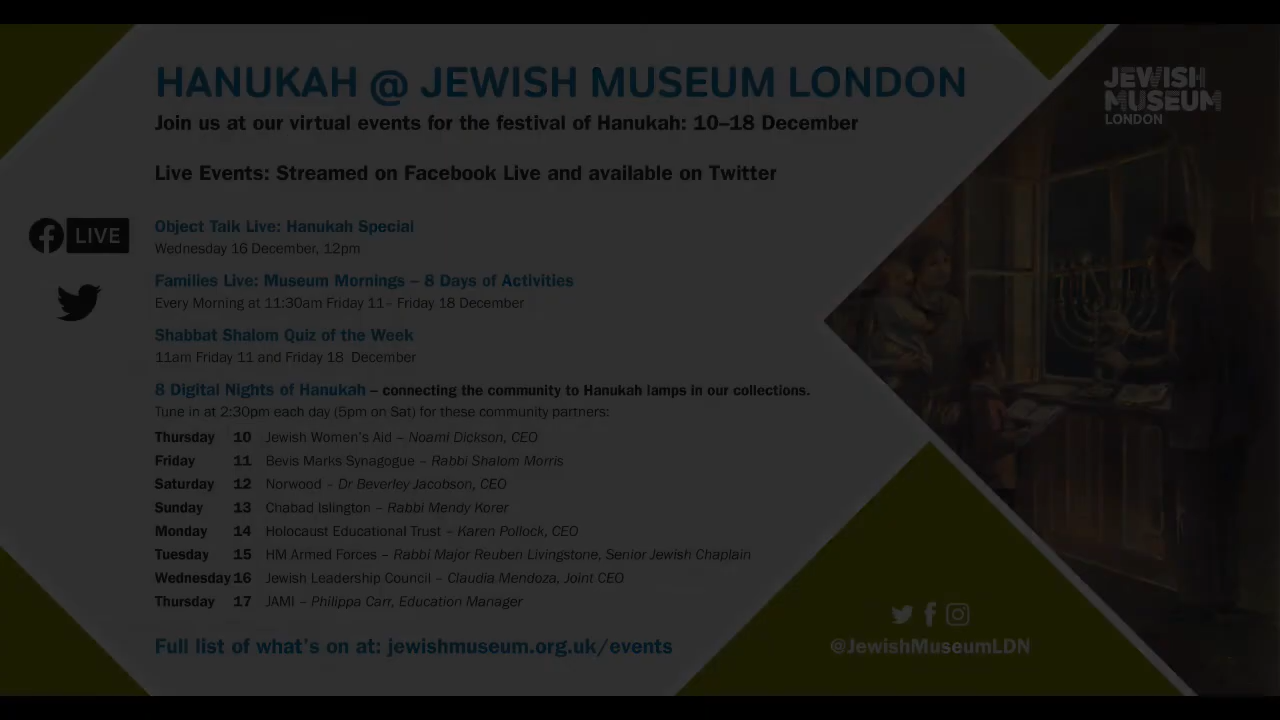 HANUKAH @ JEWISH MUSEUM LONDON
Join us at our virtual events for the festival of Hanukah: 10–18 December
Live Events: Streamed on Facebook Live and available on Twitter
LIVE
Object Talk Live: Hanukah Special
Wednesday 16 December, 12pm
Families Live: Museum Mornings – 8 Days of Activities
Every Morning at 11:30am Friday 11– Friday 18 December
Shabbat Shalom Quiz of the Week
11am Friday 11 and Friday 18 December
8 Digital Nights of Hanukah – connecting the community to Hanukah lamps in our collections.
Tune in at 2:30pm each day (5pm on Sat) for these community partners:
Thursday 10 Jewish Women's Aid – Noami Dickson, CEO
Friday 11 Bevis Marks Synagogue – Rabbi Shalom Morris
Saturday 12 Norwood – Dr Beverley Jacobson, CEO
Sunday 13 Chabad Islington – Rabbi Mendy Korer
Monday 14 Holocaust Educational Trust – Karen Pollock, CEO
Tuesday 15 HM Armed Forces – Rabbi Major Reuben Livingstone, Senior Jewish Chaplain
Wednesday 16 Jewish Leadership Council – Claudia Mendoza, Joint CEO
Thursday 17 JAMI – Philippa Carr, Education Manager
Full list of what's on at: jewishmuseum.org.uk/events
JEWISH
MUSEUM
LONDON
@JewishMuseumLDN